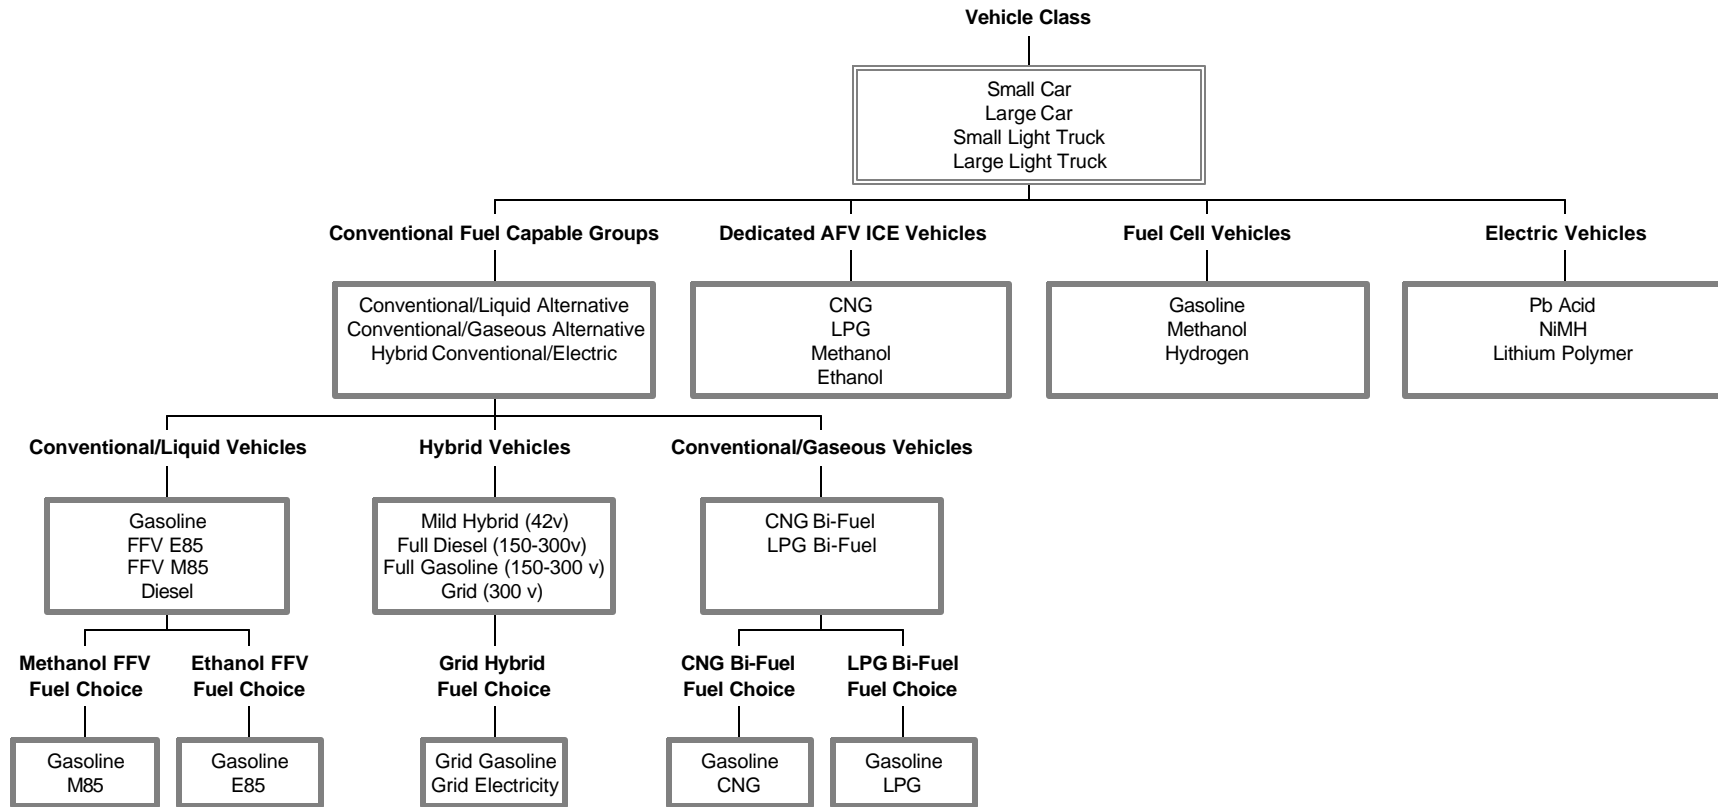 Vehicle Class
Small Car
Large Car
Small Light Truck
Large Light Truck
Conventional Fuel Capable Groups
Conventional/Liquid Alternative
Conventional/Gaseous Alternative
Hybrid Conventional/Electric
Dedicated AFV ICE Vehicles
CNG
LPG
Methanol
Ethanol
Fuel Cell Vehicles
Gasoline
Methanol
Hydrogen
Electric Vehicles
Pb Acid
NiMH
Lithium Polymer
Conventional/Liquid Vehicles
Gasoline
FFV E85
FFV M85
Diesel
Hybrid Vehicles
Mild Hybrid (42v)
Full Diesel (150-300v)
Full Gasoline (150-300 v)
Grid (300 v)
Conventional/Gaseous Vehicles
CNG Bi-Fuel
LPG Bi-Fuel
Methanol FFV
Fuel Choice
Gasoline
M85
Ethanol FFV
Fuel Choice
Gasoline
E85
Grid Hybrid
Fuel Choice
Grid Gasoline
Grid Electricity
CNG Bi-Fuel
Fuel Choice
Gasoline
CNG
LPG Bi-Fuel
Fuel Choice
Gasoline
LPG